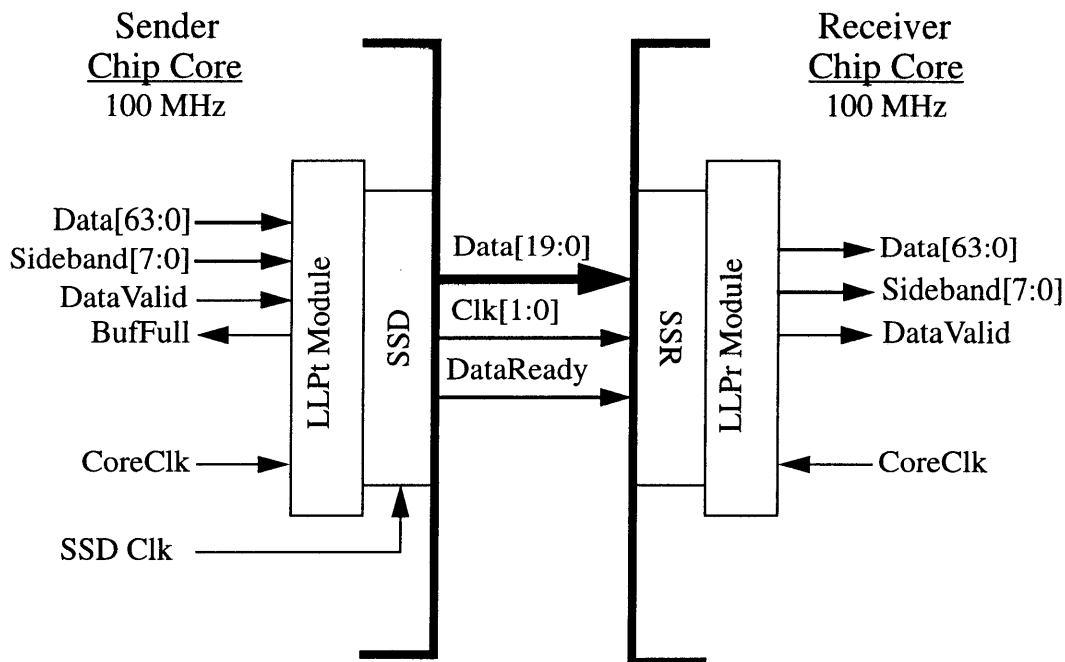 Sender
Chip Core
100 MHz
Receiver
Chip Core
100 MHz
Data[63:0]
Sideband[7:0]
DataValid
BufFull
CoreClk
SSD Clk
LLPt Module
SSD
Data[19:0]
Clk[1:0]
DataReady
SSR
LLPr Module
Data[63:0]
Sideband[7:0]
DataValid
CoreClk